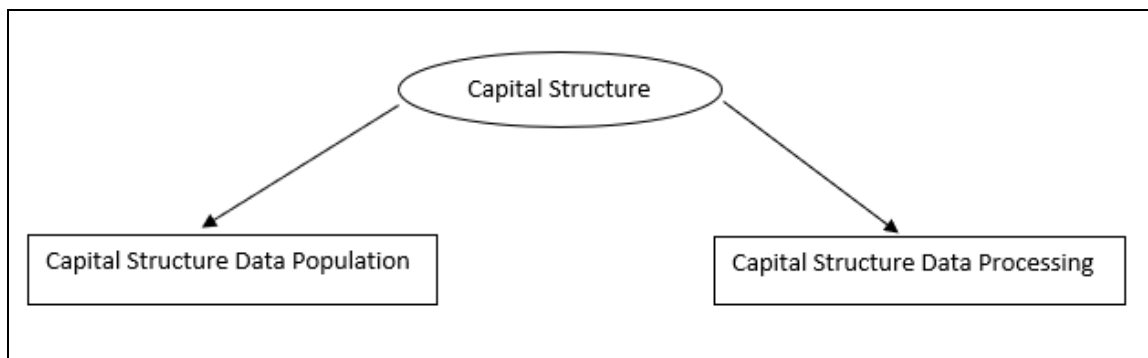 Capital Structure
Capital Structure Data Population
Capital Structure Data Processing